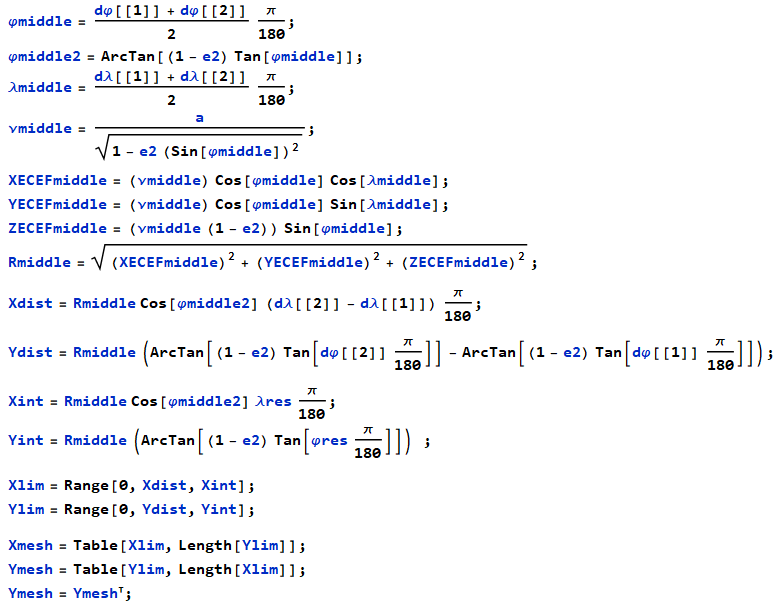 φmiddle = (dφ[[1]] + dφ[[2]])/2 π/180;
φmiddle2 = ArcTan[(1 - e2) Tan[φmiddle]];
λmiddle = (dλ[[1]] + dλ[[2]])/2 π/180;
νmiddle = a/√(1 - e2 (Sin[φmiddle])^2);
XECEFmiddle = (νmiddle) Cos[φmiddle] Cos[λmiddle];
YECEFmiddle = (νmiddle) Cos[φmiddle] Sin[λmiddle];
ZECEFmiddle = (νmiddle (1 - e2)) Sin[φmiddle];
Rmiddle = √((XECEFmiddle)^2 + (YECEFmiddle)^2 + (ZECEFmiddle)^2);
Xdist = Rmiddle Cos[φmiddle2] (dλ[[2]] - dλ[[1]]) π/180;
Ydist = Rmiddle (ArcTan[(1 - e2) Tan[dφ[[2]] π/180]] - ArcTan[(1 - e2) Tan[dφ[[1]] π/180]]);
Xint = Rmiddle Cos[φmiddle2] λres π/180;
Yint = Rmiddle (ArcTan[(1 - e2) Tan[φres π/180]]) ;
Xlim = Range[0, Xdist, Xint];
Ylim = Range[0, Ydist, Yint];
Xmesh = Table[Xlim, Length[Ylim]];
Ymesh = Table[Ylim, Length[Xlim]];
Ymesh = Ymeshᵀ;